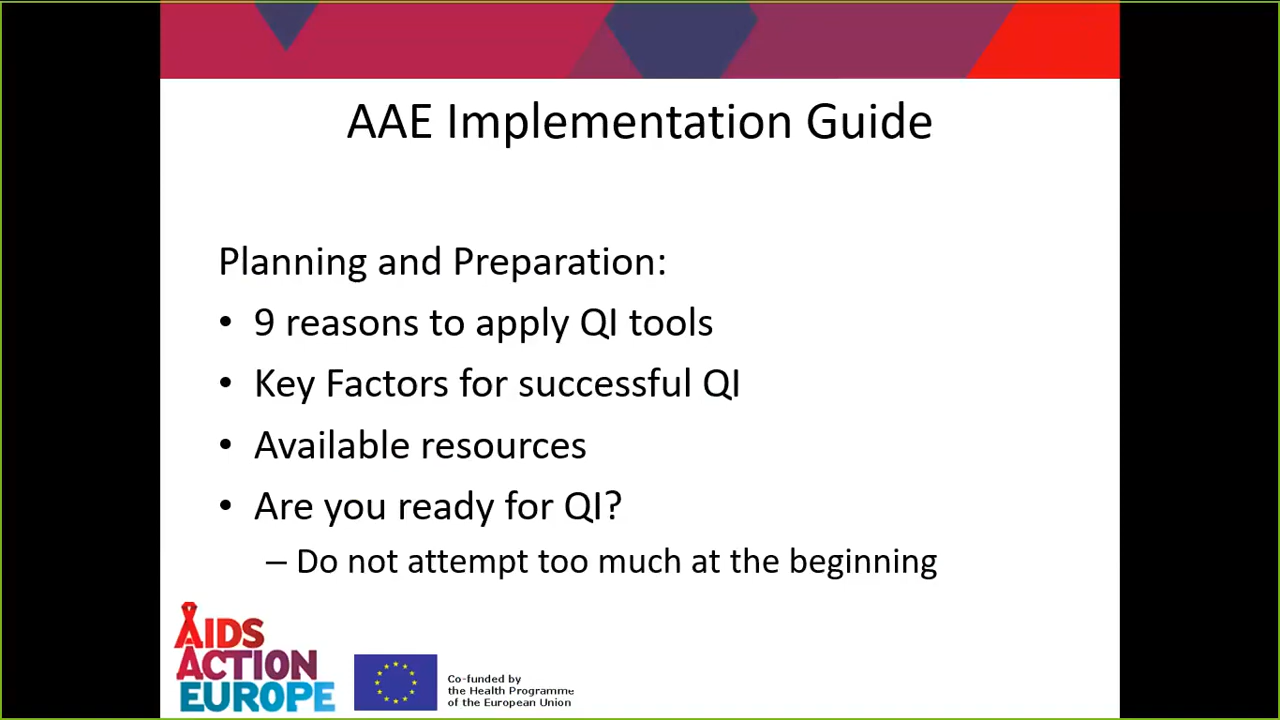 AAE Implementation Guide
Planning and Preparation:
• 9 reasons to apply QI tools
• Key Factors for successful QI
• Available resources
• Are you ready for QI?
– Do not attempt too much at the beginning
AIDS
ACTION
EUROPE
Co-funded by
the Health Programme
of the European Union